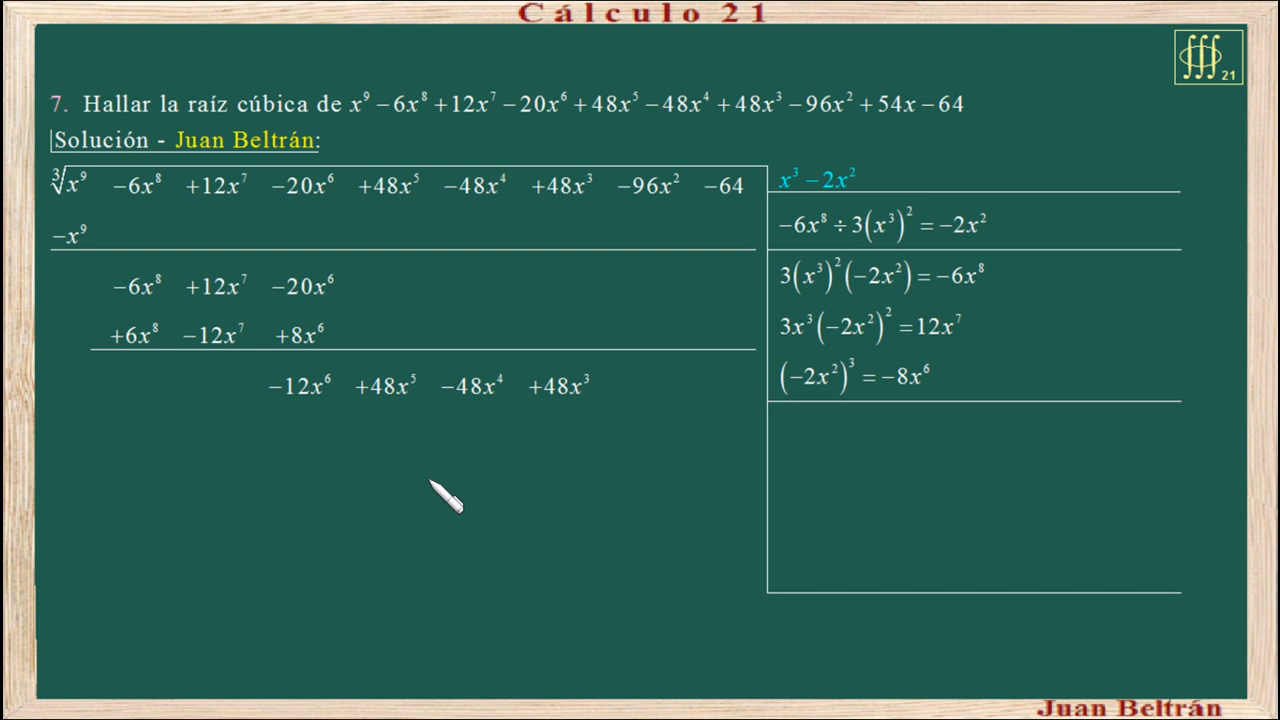 Cálculo 21
∫∫∫ 21
7. Hallar la raíz cúbica de x⁹ − 6x⁸ + 12x⁷ − 20x⁶ + 48x⁵ − 48x⁴ + 48x³ − 96x² + 54x − 64
Solución - Juan Beltrán:
∛x⁹ −6x⁸ +12x⁷ −20x⁶ +48x⁵ −48x⁴ +48x³ −96x² −64
x³ − 2x²
−x⁹
−6x⁸ ÷ 3(x³)² = −2x²
−6x⁸ +12x⁷ −20x⁶
3(x³)²(−2x²) = −6x⁸
+6x⁸ −12x⁷ +8x⁶
3x³(−2x²)² = 12x⁷
−12x⁶ +48x⁵ −48x⁴ +48x³
(−2x²)³ = −8x⁶
Juan Beltrán